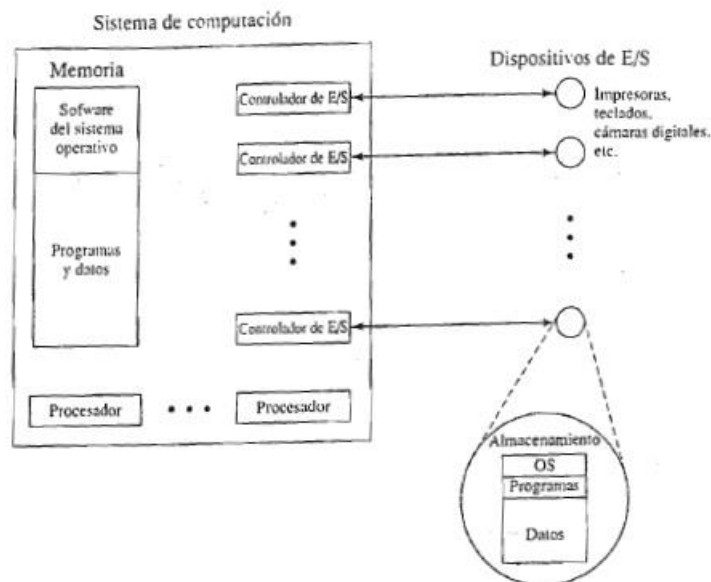 Sistema de computación
Memoria
Sofware
del sistema
operativo
Programas
y datos
Controlador de E/S
Controlador de E/S
Controlador de E/S
Procesador
Procesador
Dispositivos de E/S
Impresoras,
teclados,
cámaras digitales,
etc.
Almacenamiento
OS
Programas
Datos